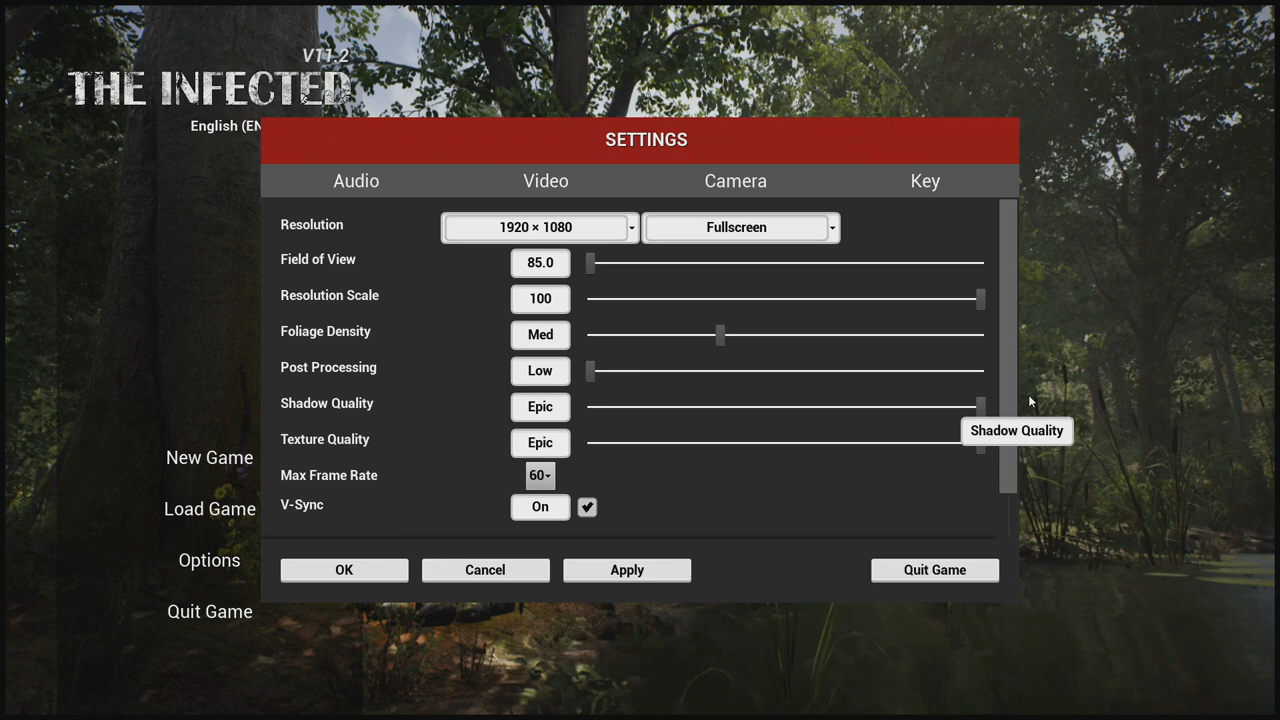 V11.2
THE INFECTED
English (EN
SETTINGS
Audio Video Camera Key
Resolution 1920 × 1080 Fullscreen
Field of View 85.0
Resolution Scale 100
Foliage Density Med
Post Processing Low
Shadow Quality Epic
Shadow Quality
Texture Quality Epic
Max Frame Rate 60
V-Sync On
New Game
Load Game
Options
Quit Game
OK Cancel Apply Quit Game